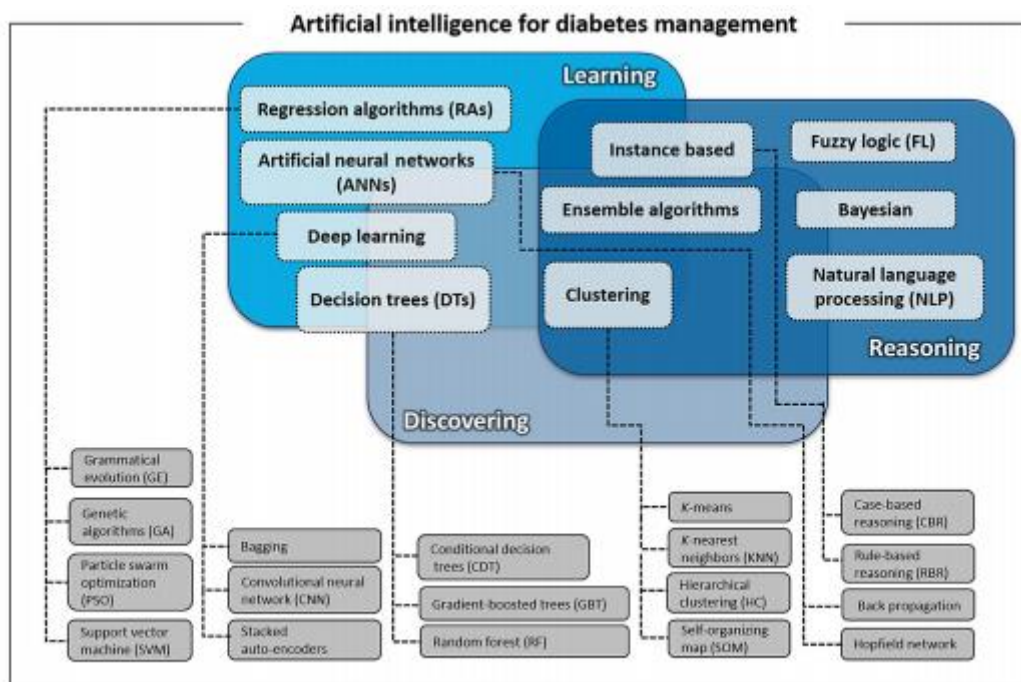 Artificial intelligence for diabetes management
Learning
Regression algorithms (RAs)
Artificial neural networks
(ANNs)
Deep learning
Decision trees (DTs)
Instance based
Ensemble algorithms
Clustering
Fuzzy logic (FL)
Bayesian
Natural language
processing (NLP)
Reasoning
Discovering
Grammatical
evolution (GE)
Genetic
algorithms (GA)
Particle swarm
optimization
(PSO)
Support vector
machine (SVM)
Bagging
Convolutional neural
network (CNN)
Stacked
auto-encoders
Conditional decision
trees (CDT)
Gradient-boosted trees (GBT)
Random forest (RF)
K-means
K-nearest
neighbors (KNN)
Hierarchical
clustering (HC)
Self-organizing
map (SOM)
Case-based
reasoning (CBR)
Rule-based
reasoning (RBR)
Back propagation
Hopfield network